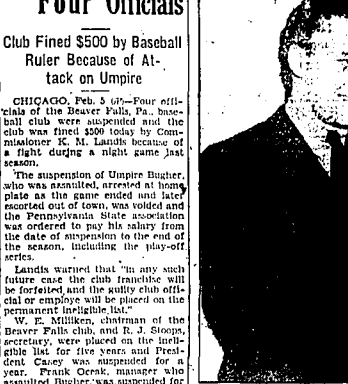 Four Officials
Club Fined $500 by Baseball
Ruler Because of At-
tack on Umpire
CHICAGO, Feb. 5 (AP)—Four offi-
cials of the Beaver Falls, Pa., base-
ball club were suspended and the
club was fined $500 today by Com-
missioner K. M. Landis because of
a fight during a night game last
season.
The suspension of Umpire Bugher,
who was assaulted, arrested at home
plate as the game ended and later
escorted out of town, was voided and
the Pennsylvania State association
was ordered to pay his salary from
the date of suspension to the end of
the season, including the play-off
series.
Landis warned that "in any such
future case the club franchise will
be forfeited and the guilty club offi-
cial or employe will be placed on the
permanent ineligible list."
W. E. Milliken, chairman of the
Beaver Falls club, and R. J. Sloops,
secretary, were placed on the ineli-
gible list for five years and Presi-
dent Casey was suspended for a
year. Frank Oceak, manager who
assaulted Bugher, was suspended for